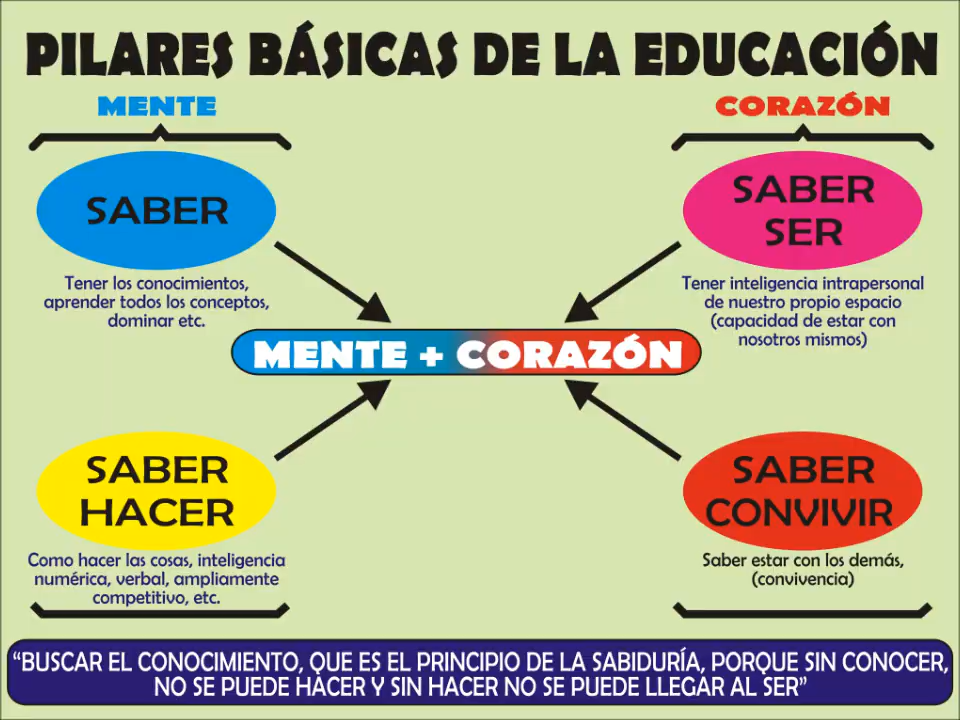 PILARES BÁSICAS DE LA EDUCACIÓN
MENTE
SABER
Tener los conocimientos,
aprender todos los conceptos,
dominar etc.
CORAZÓN
SABER
SER
Tener inteligencia intrapersonal
de nuestro propio espacio
(capacidad de estar con
nosotros mismos)
MENTE + CORAZÓN
SABER
HACER
Como hacer las cosas, inteligencia
numérica, verbal, ampliamente
competitivo, etc.
SABER
CONVIVIR
Saber estar con los demás,
(convivencia)
“BUSCAR EL CONOCIMIENTO, QUE ES EL PRINCIPIO DE LA SABIDURÍA, PORQUE SIN CONOCER,
NO SE PUEDE HACER Y SIN HACER NO SE PUEDE LLEGAR AL SER”